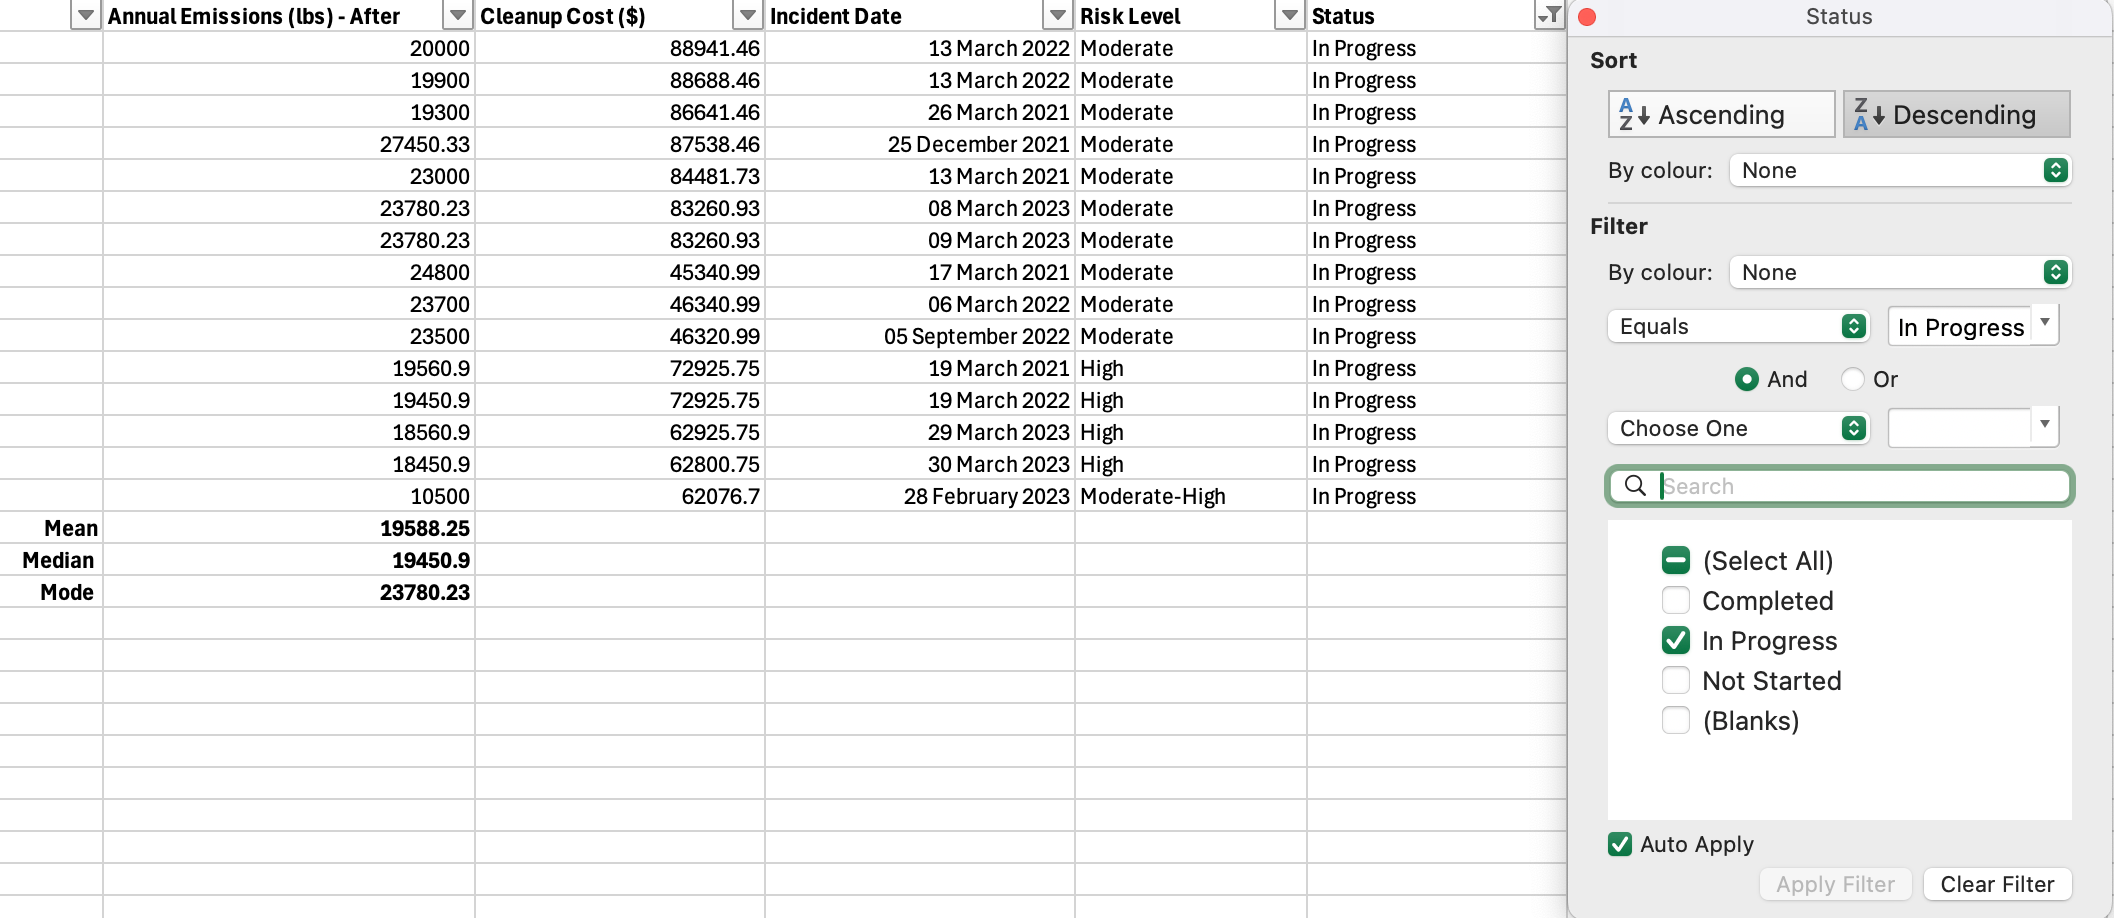 Annual Emissions (lbs) - After Cleanup Cost ($) Incident Date Risk Level Status
20000 88941.46 13 March 2022 Moderate In Progress
19900 88688.46 13 March 2022 Moderate In Progress
19300 86641.46 26 March 2021 Moderate In Progress
27450.33 87538.46 25 December 2021 Moderate In Progress
23000 84481.73 13 March 2021 Moderate In Progress
23780.23 83260.93 08 March 2023 Moderate In Progress
23780.23 83260.93 09 March 2023 Moderate In Progress
24800 45340.99 17 March 2021 Moderate In Progress
23700 46340.99 06 March 2022 Moderate In Progress
23500 46320.99 05 September 2022 Moderate In Progress
19560.9 72925.75 19 March 2021 High In Progress
19450.9 72925.75 19 March 2022 High In Progress
18560.9 62925.75 29 March 2023 High In Progress
18450.9 62800.75 30 March 2023 High In Progress
10500 62076.7 28 February 2023 Moderate-High In Progress
Mean 19588.25
Median 19450.9
Mode 23780.23
Status
Sort
A Z Ascending Z A Descending
By colour: None
Filter
By colour: None
Equals In Progress
And Or
Choose One
Search
(Select All)
Completed
In Progress
Not Started
(Blanks)
Auto Apply
Apply Filter Clear Filter